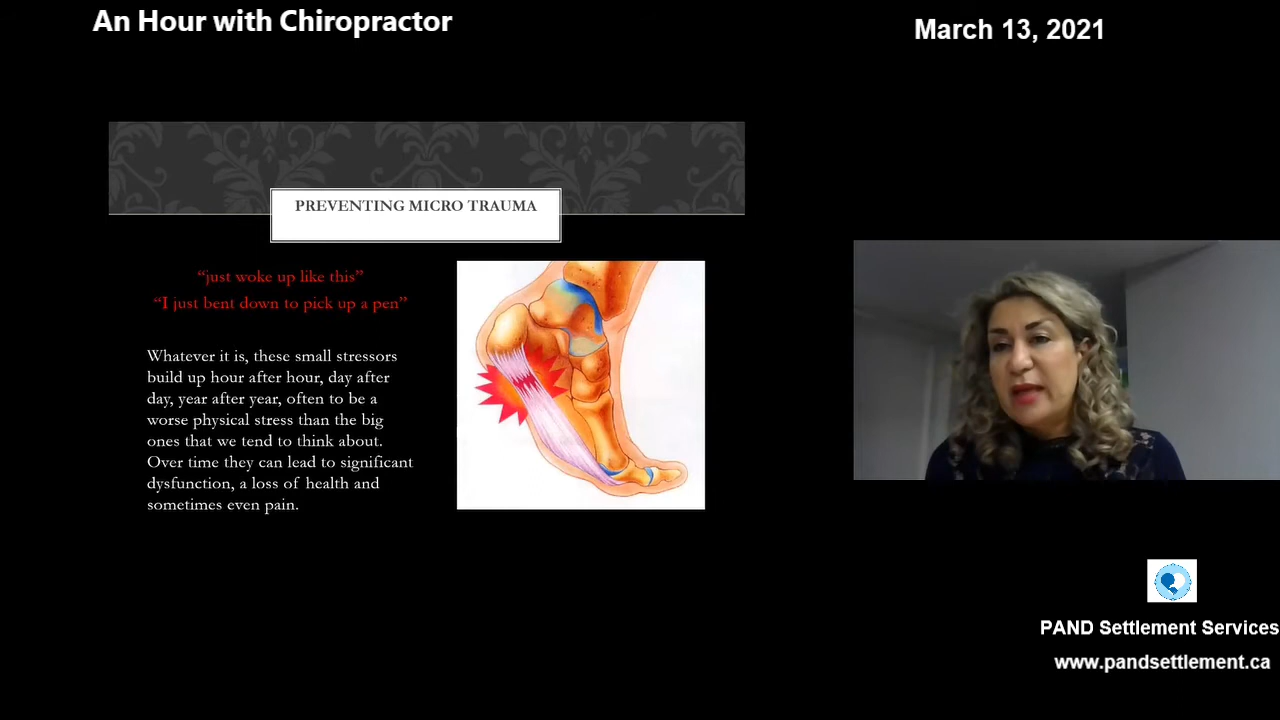 An Hour with Chiropractor
March 13, 2021
PREVENTING MICRO TRAUMA
“just woke up like this”
“I just bent down to pick up a pen”
Whatever it is, these small stressors
build up hour after hour, day after
day, year after year, often to be a
worse physical stress than the big
ones that we tend to think about.
Over time they can lead to significant
dysfunction, a loss of health and
sometimes even pain.
PAND Settlement Services
www.pandsettlement.ca